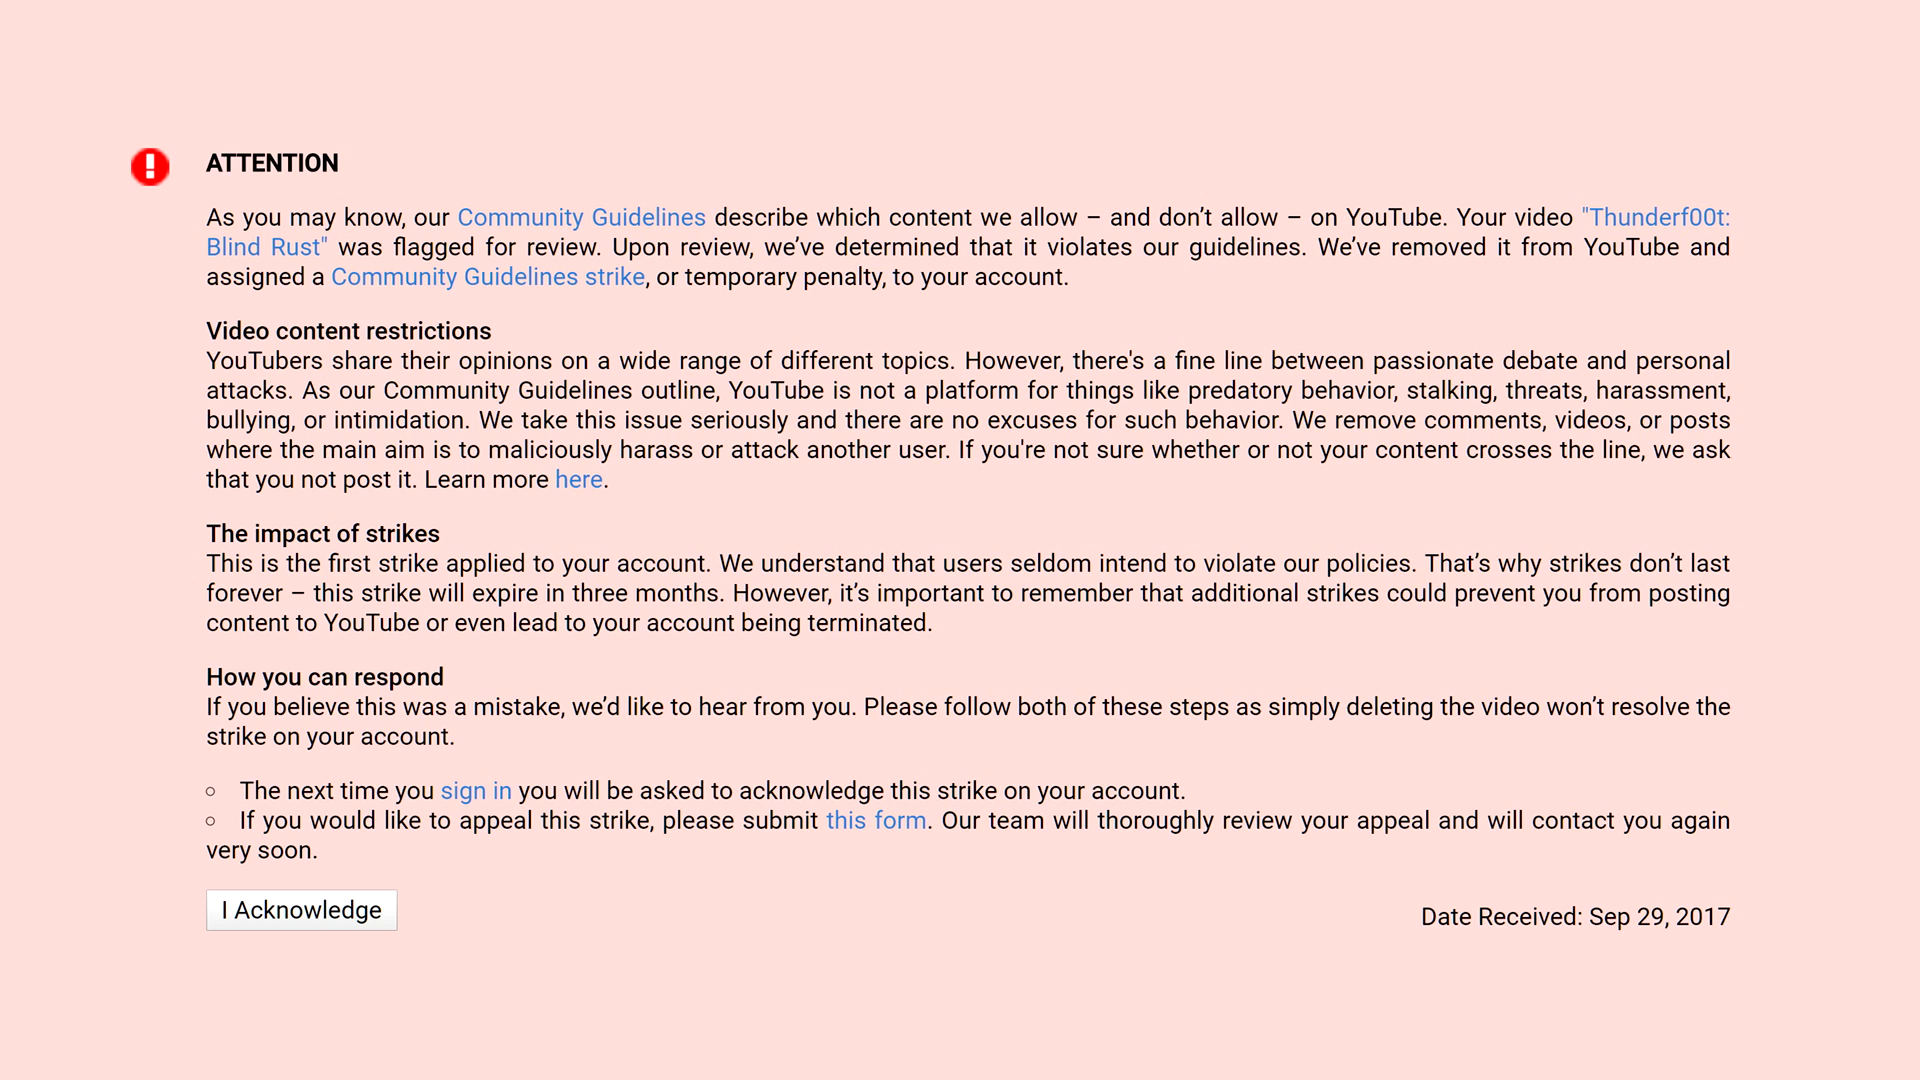 ATTENTION
As you may know, our Community Guidelines describe which content we allow – and don’t allow – on YouTube. Your video "Thunderf00t:
Blind Rust" was flagged for review. Upon review, we’ve determined that it violates our guidelines. We’ve removed it from YouTube and
assigned a Community Guidelines strike, or temporary penalty, to your account.
Video content restrictions
YouTubers share their opinions on a wide range of different topics. However, there's a fine line between passionate debate and personal
attacks. As our Community Guidelines outline, YouTube is not a platform for things like predatory behavior, stalking, threats, harassment,
bullying, or intimidation. We take this issue seriously and there are no excuses for such behavior. We remove comments, videos, or posts
where the main aim is to maliciously harass or attack another user. If you're not sure whether or not your content crosses the line, we ask
that you not post it. Learn more here.
The impact of strikes
This is the first strike applied to your account. We understand that users seldom intend to violate our policies. That’s why strikes don’t last
forever – this strike will expire in three months. However, it’s important to remember that additional strikes could prevent you from posting
content to YouTube or even lead to your account being terminated.
How you can respond
If you believe this was a mistake, we’d like to hear from you. Please follow both of these steps as simply deleting the video won’t resolve the
strike on your account.
○ The next time you sign in you will be asked to acknowledge this strike on your account.
○ If you would like to appeal this strike, please submit this form. Our team will thoroughly review your appeal and will contact you again
very soon.
I Acknowledge
Date Received: Sep 29, 2017